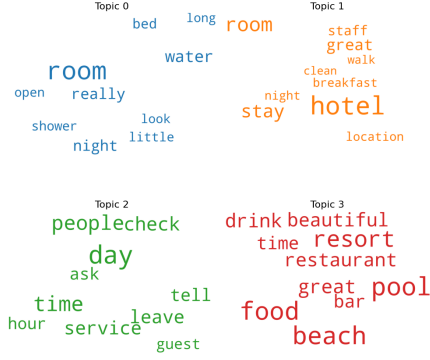 Topic 0
bed
long
water
room
open
really
shower
look
little
night
Topic 1
room
staff
great
walk
clean
breakfast
night
stay
hotel
location
Topic 2
people
check
day
ask
time
tell
leave
hour
service
guest
Topic 3
drink
beautiful
time
resort
restaurant
great
pool
bar
food
beach